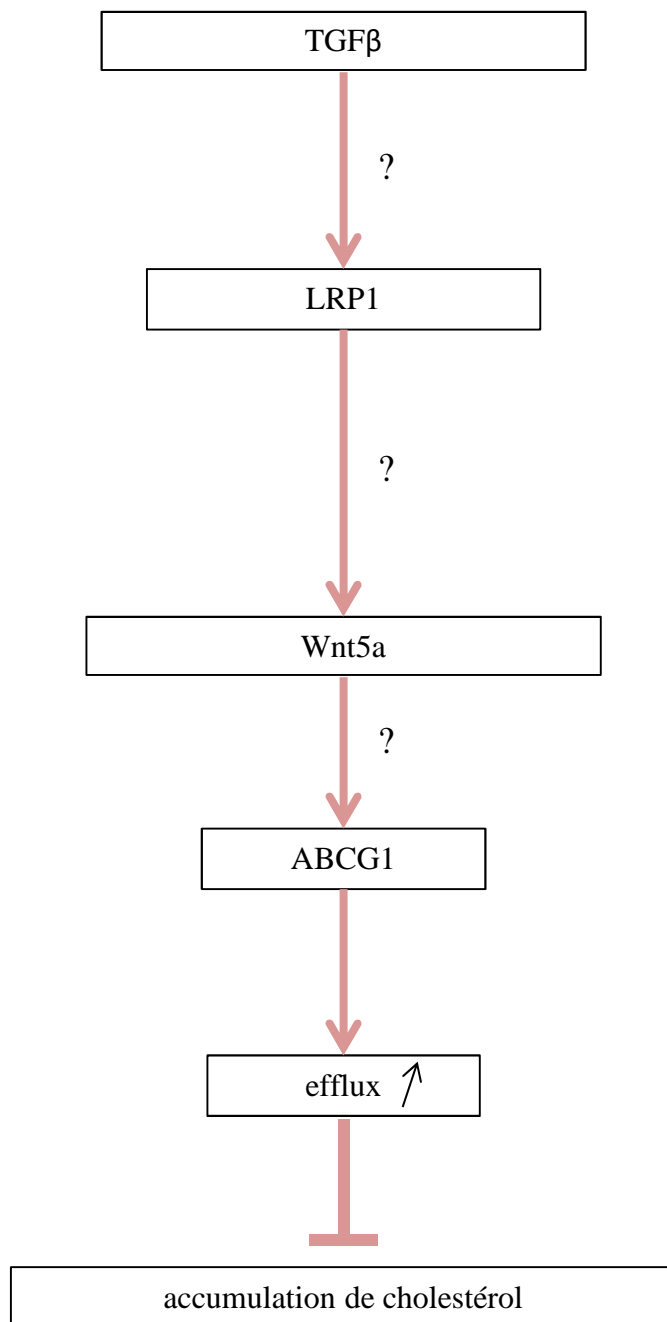 TGFβ
?
LRP1
?
Wnt5a
?
ABCG1
efflux
accumulation de cholestérol